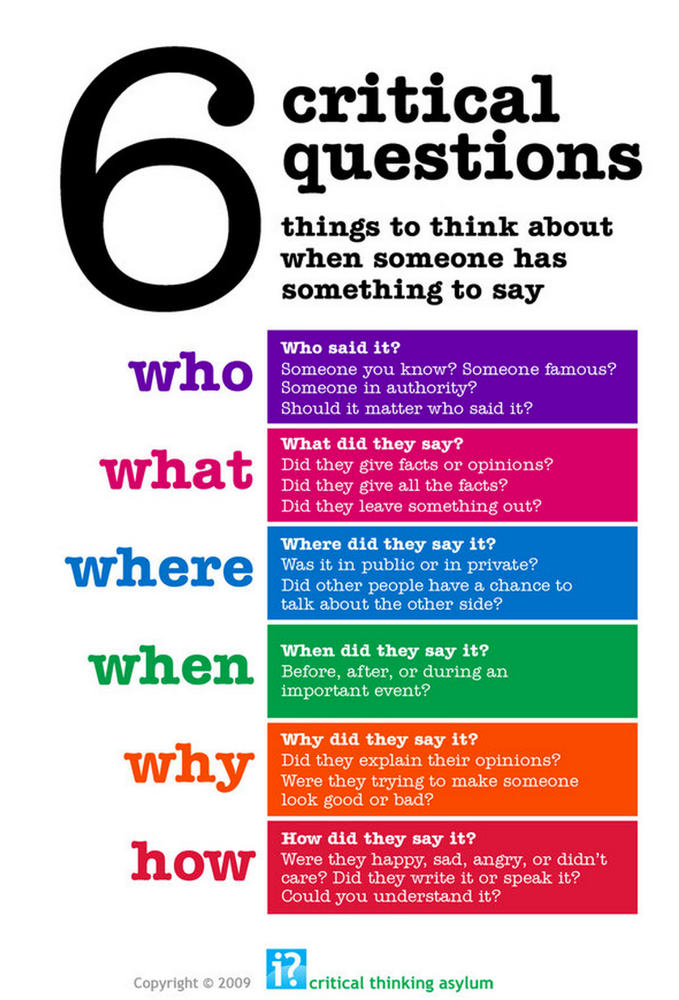 6 critical
questions
things to think about
when someone has
something to say
who
Who said it?
Someone you know? Someone famous?
Someone in authority?
Should it matter who said it?
what
What did they say?
Did they give facts or opinions?
Did they give all the facts?
Did they leave something out?
where
Where did they say it?
Was it in public or in private?
Did other people have a chance to
talk about the other side?
when
When did they say it?
Before, after, or during an
important event?
why
Why did they say it?
Did they explain their opinions?
Were they trying to make someone
look good or bad?
how
How did they say it?
Were they happy, sad, angry, or didn't
care? Did they write it or speak it?
Could you understand it?
Copyright © 2009 i? critical thinking asylum